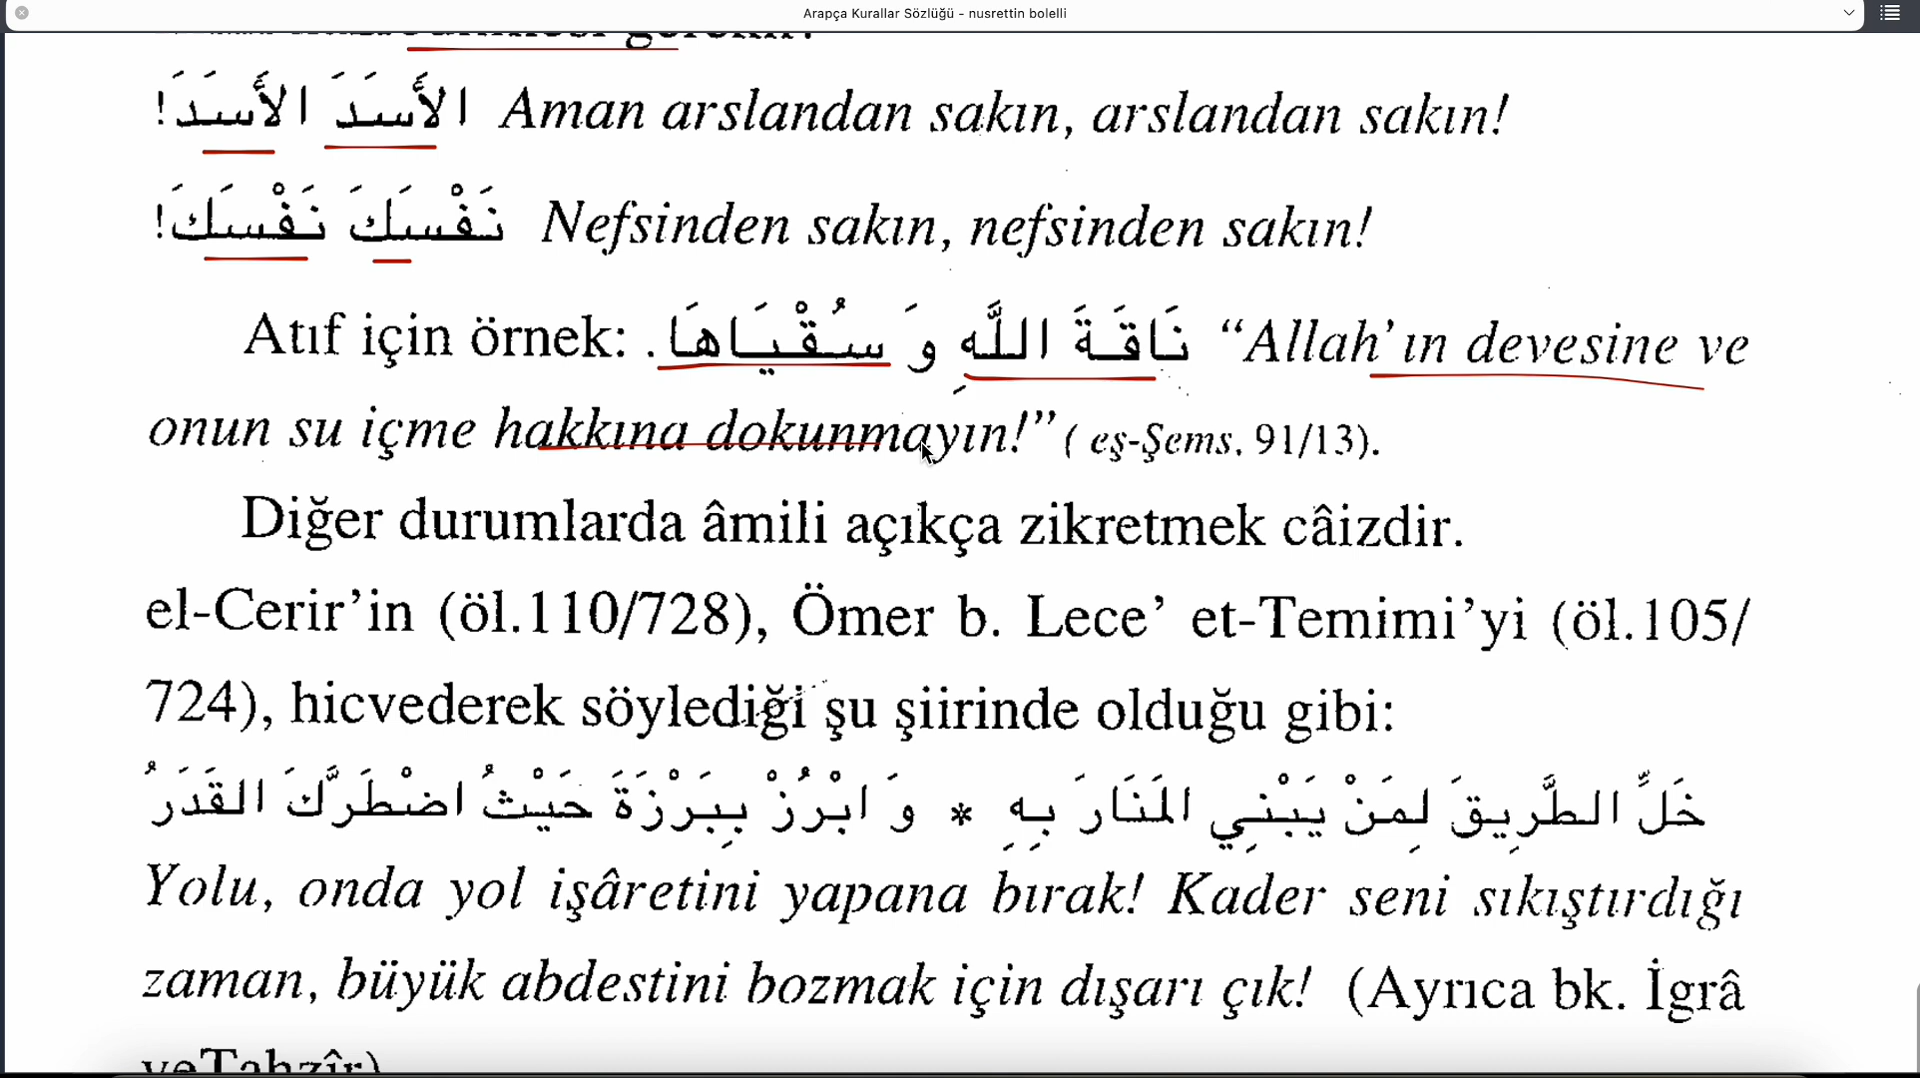 Arapça Kurallar Sözlüğü - nusrettin bolelli
الأَسَدَ الأَسَدَ! Aman arslandan sakın, arslandan sakın!
نَفْسَكَ نَفْسَكَ! Nefsinden sakın, nefsinden sakın!
Atıf için örnek: نَاقَةَ اللَّهِ وَ سُقْيَاهَا. “Allah’ın devesine ve
onun su içme hakkına dokunmayın!” ( eş-Şems, 91/13).
Diğer durumlarda âmili açıkça zikretmek câizdir.
el-Cerir’in (öl.110/728), Ömer b. Lece’ et-Temimi’yi (öl.105/
724), hicvederek söylediği şu şiirinde olduğu gibi:
خَلِّ الطَّرِيقَ لِمَنْ يَبْنِي المَنَارَ بِهِ * وَ ابْرُزْ بِبَرْزَةَ حَيْثُ اضْطَرَّكَ القَدَرُ
Yolu, onda yol işâretini yapana bırak! Kader seni sıkıştırdığı
zaman, büyük abdestini bozmak için dışarı çık! (Ayrıca bk. İgrâ
ve Tahzîr)